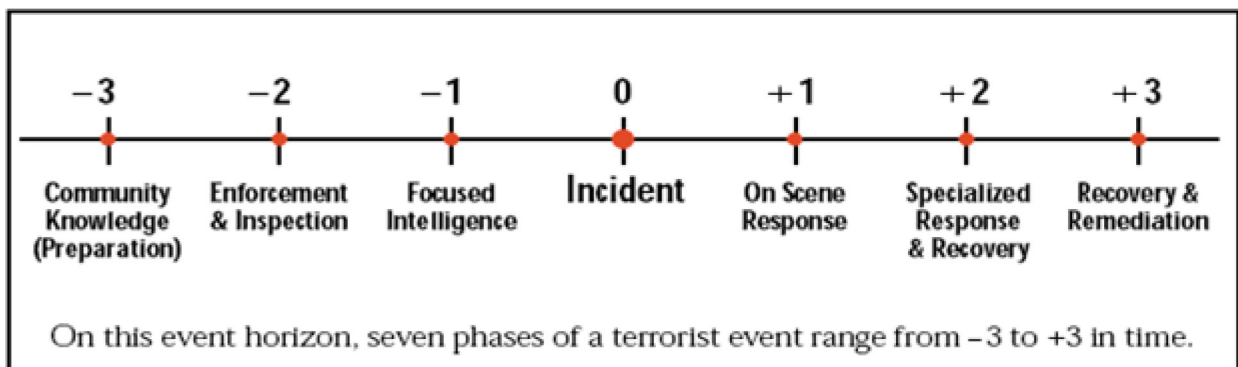 −3 −2 −1 0 +1 +2 +3
Community Enforcement Focused Incident On Scene Specialized Recovery &
Knowledge & Inspection Intelligence Response Response Remediation
(Preparation) & Recovery
On this event horizon, seven phases of a terrorist event range from −3 to +3 in time.